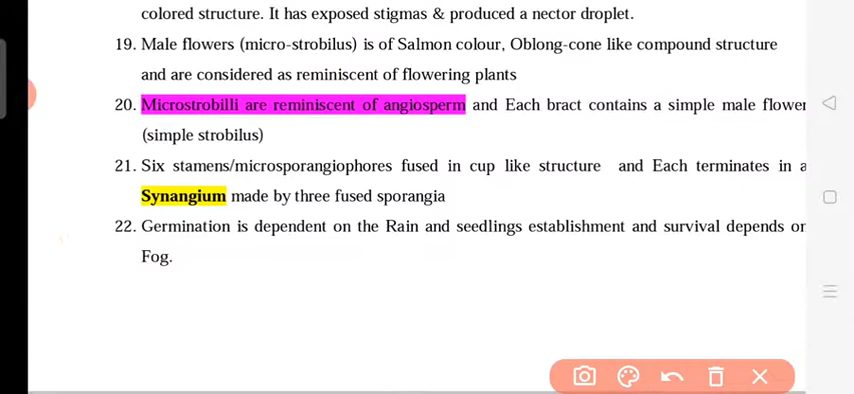 colored structure. It has exposed stigmas & produced a nector droplet.
19. Male flowers (micro-strobilus) is of Salmon colour, Oblong-cone like compound structure
and are considered as reminiscent of flowering plants
20. Microstrobilli are reminiscent of angiosperm and Each bract contains a simple male flower
(simple strobilus)
21. Six stamens/microsporangiophores fused in cup like structure and Each terminates in a
Synangium made by three fused sporangia
22. Germination is dependent on the Rain and seedlings establishment and survival depends on
Fog.